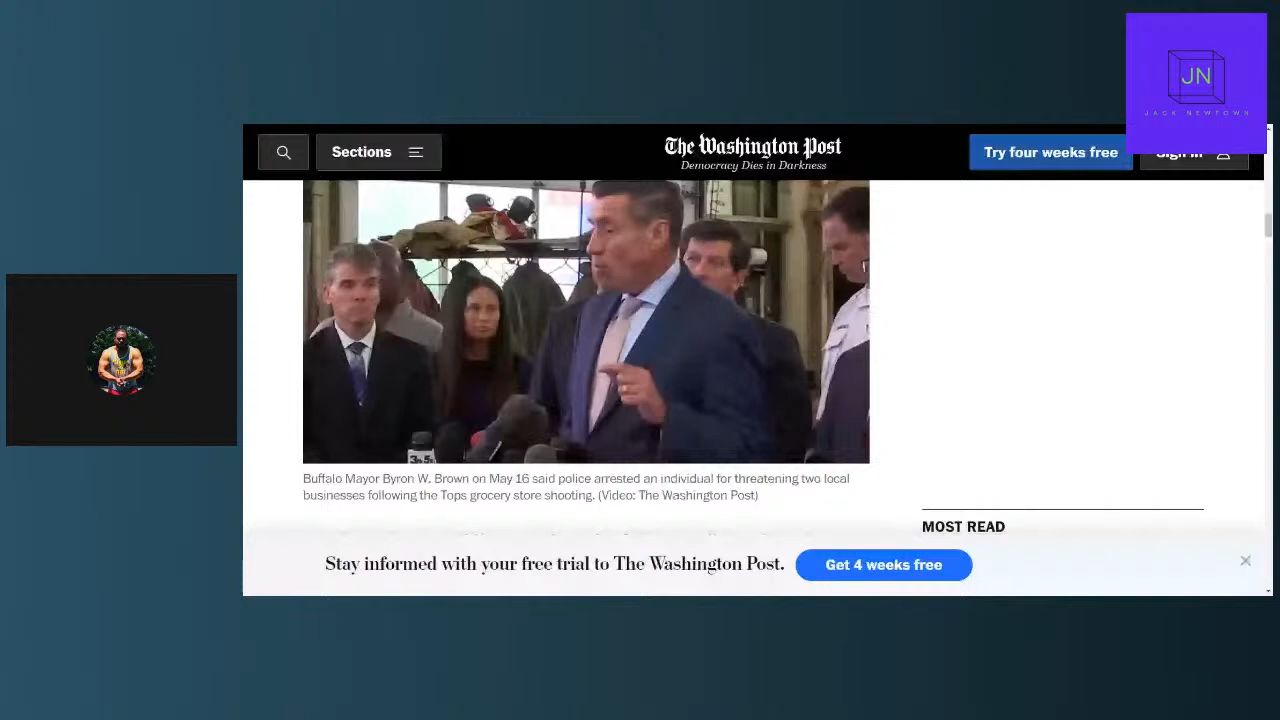 JN
JACK NEWTOWN
Sections
The Washington Post
Democracy Dies in Darkness
Try four weeks free
Sign in
Buffalo Mayor Byron W. Brown on May 16 said police arrested an individual for threatening two local
businesses following the Tops grocery store shooting. (Video: The Washington Post)
MOST READ
Stay informed with your free trial to The Washington Post.
Get 4 weeks free